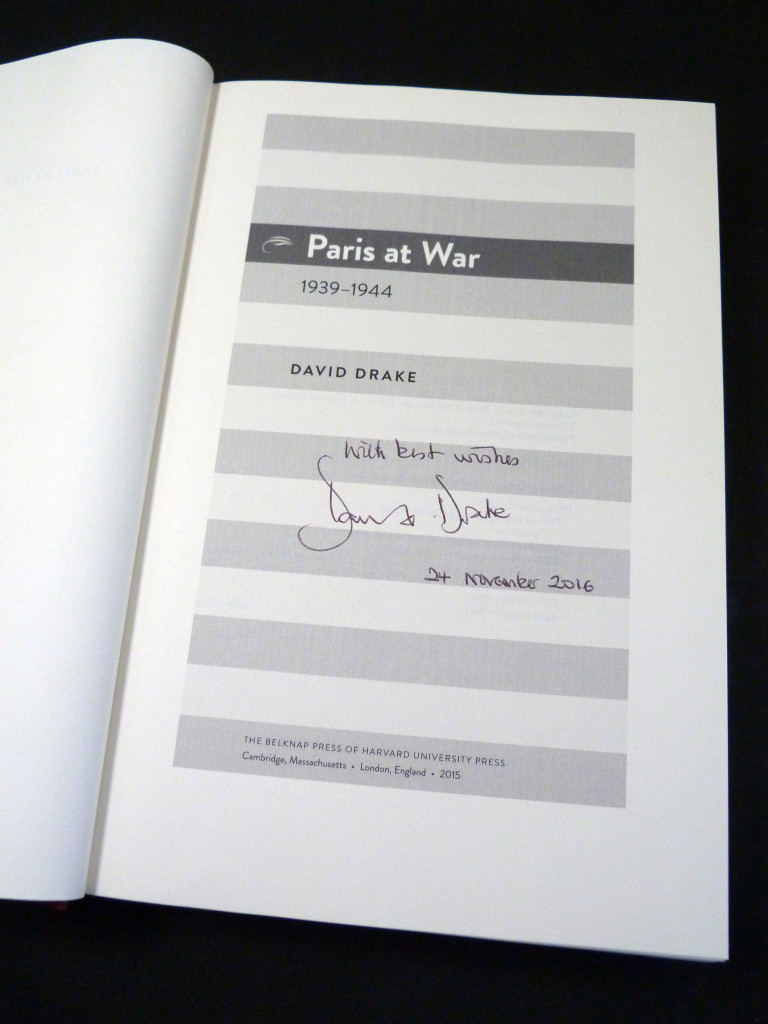 Paris at War
1939–1944
DAVID DRAKE
With best wishes
David Drake
24 November 2016
THE BELKNAP PRESS OF HARVARD UNIVERSITY PRESS
Cambridge, Massachusetts • London, England • 2015